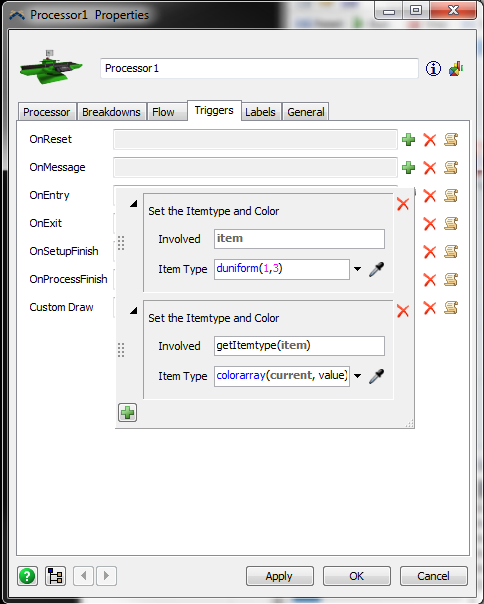 Processor1 Properties
Processor1
Processor Breakdowns Flow Triggers Labels General
OnReset
OnMessage
OnEntry
OnExit
OnSetupFinish
OnProcessFinish
Custom Draw
Set the Itemtype and Color
Involved item
Item Type duniform(1,3)
Set the Itemtype and Color
Involved getItemtype(item)
Item Type colorarray(current, value)
Apply OK Cancel